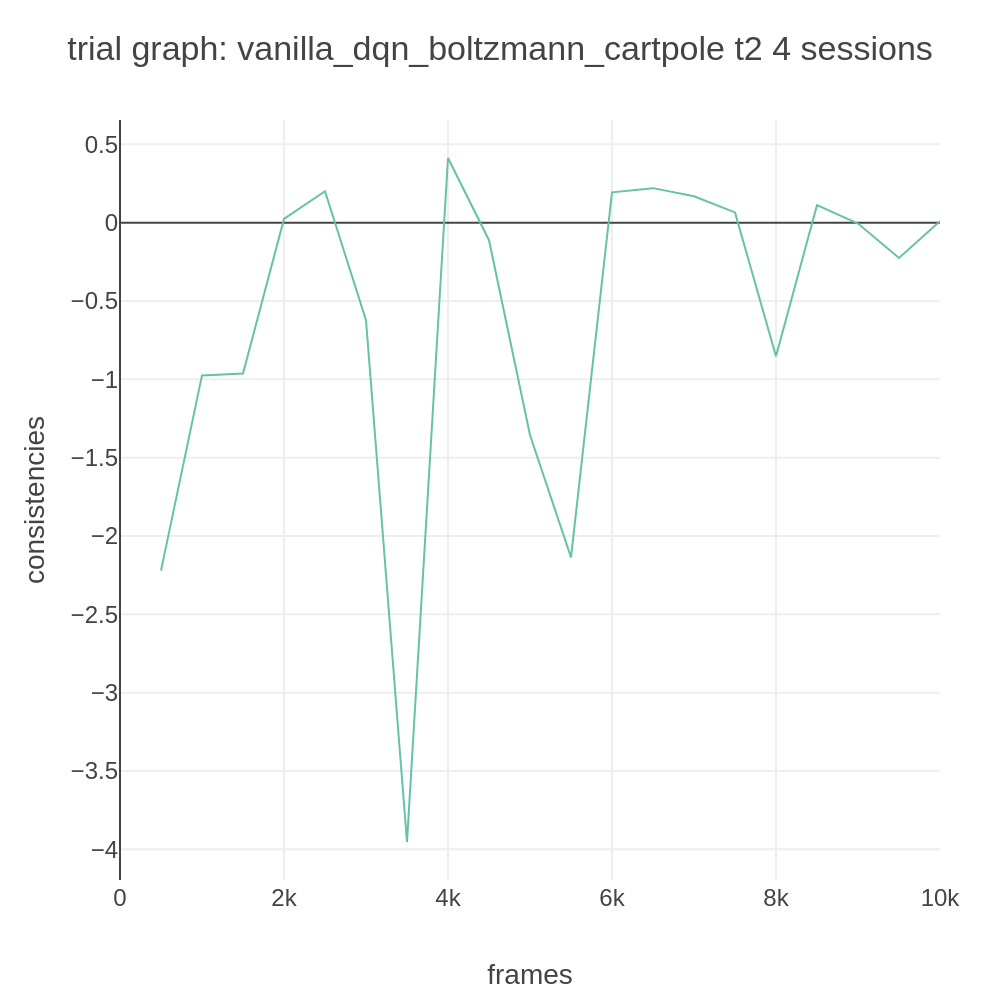 trial graph: vanilla_dqn_boltzmann_cartpole t2 4 sessions
0.5
0
−0.5
−1
−1.5
−2
−2.5
−3
−3.5
−4
consistencies
0 2k 4k 6k 8k 10k
frames